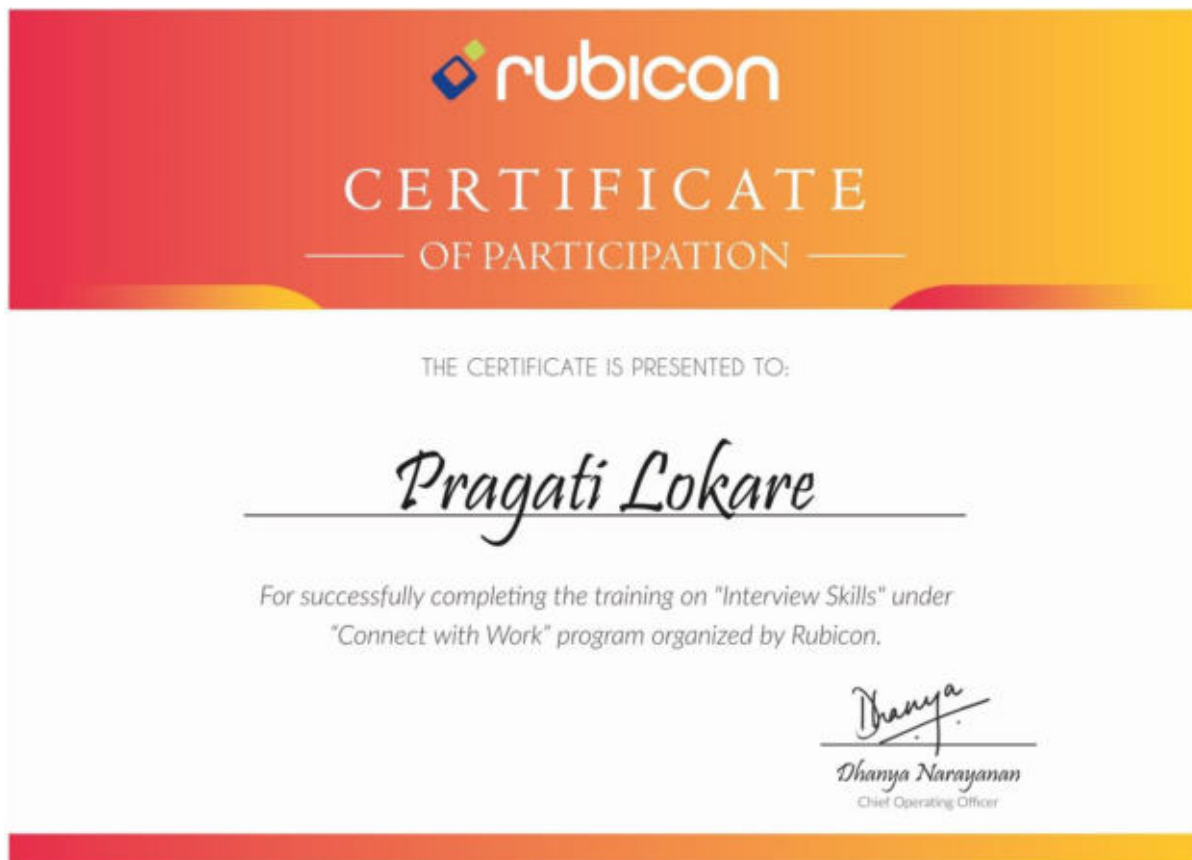 rubicon
CERTIFICATE
OF PARTICIPATION
THE CERTIFICATE IS PRESENTED TO:
Pragati Lokare
For successfully completing the training on "Interview Skills" under
"Connect with Work" program organized by Rubicon.
Dhanya
Dhanya Narayanan
Chief Operating Officer